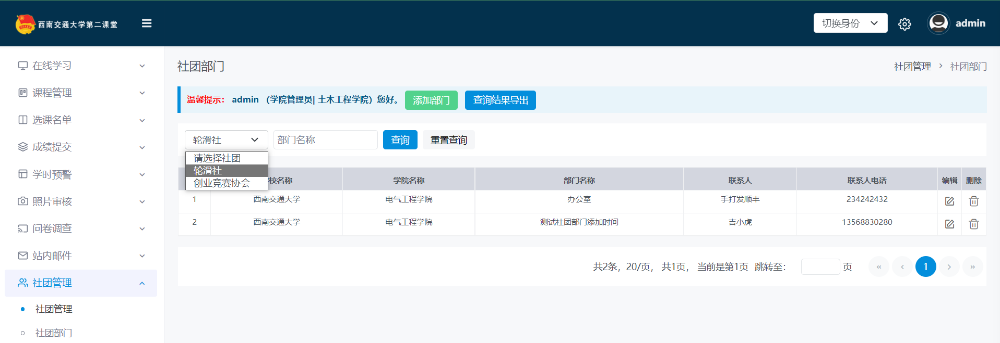 西南交通大学第二课堂
切换身份
admin
在线学习
课程管理
选课名单
成绩提交
学时预警
照片审核
问卷调查
站内邮件
社团管理
社团管理
社团部门
社团部门
社团管理 > 社团部门
温馨提示： admin （学院管理员| 土木工程学院）您好。 添加部门 查询结果导出
轮滑社 部门名称 查询 重置查询
请选择社团
轮滑社
创业竞赛协会
校名称 学院名称 部门名称 联系人 联系人电话 编辑 删除
1 西南交通大学 电气工程学院 办公室 手打发顺丰 234242432
2 西南交通大学 电气工程学院 测试社团部门添加时间 吉小虎 13568830280
共2条，20/页， 共1页， 当前是第1页 跳转至： 页 « ‹ 1 › »